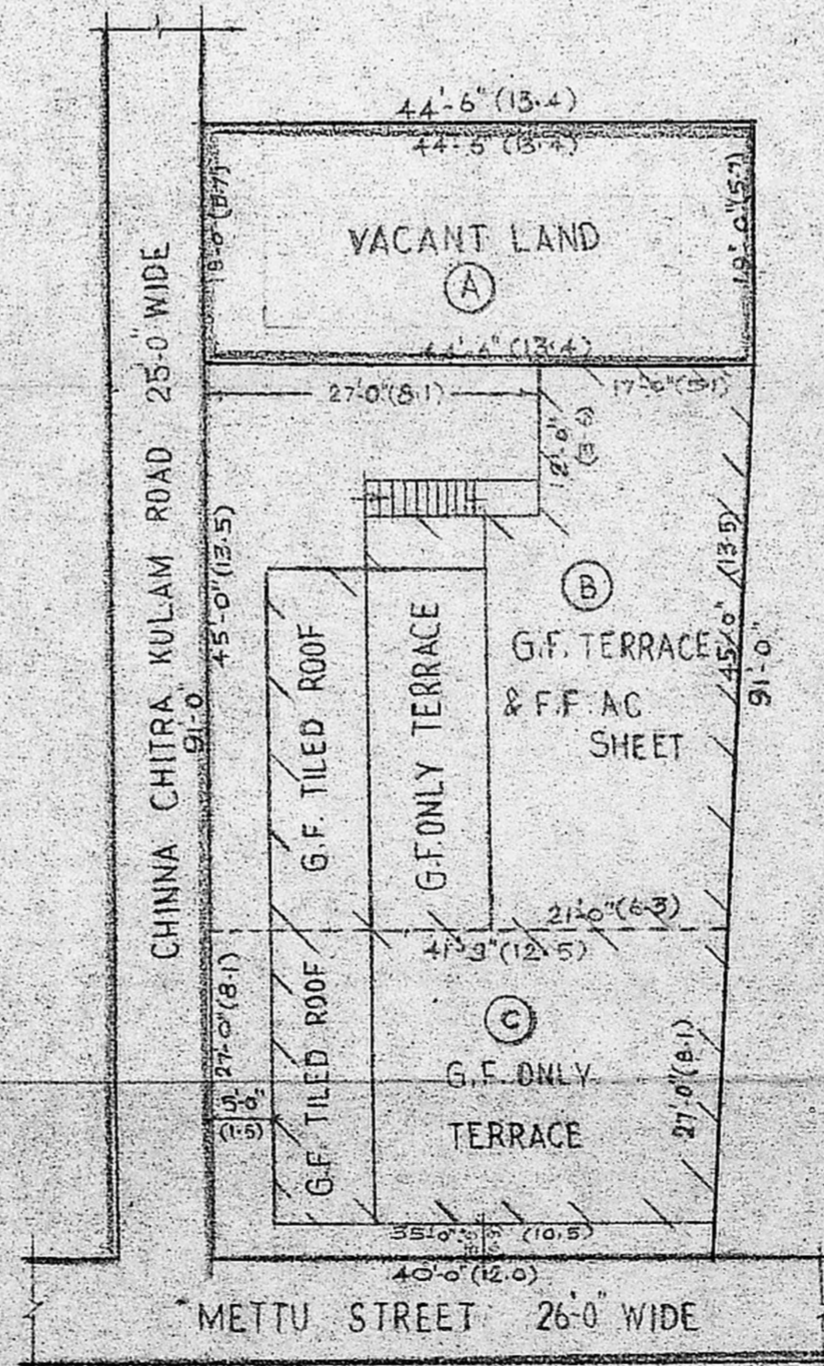 44'-6" (13.4)
44'-6" (13.4)
19'-0" (5.7)
VACANT LAND
A
44'-4" (13.4)
27'0" (8.1)
17'-0" (5.1)
12'-0"
45'-0" (13.5)
B
G.F. TERRACE
& F.F. AC
SHEET
45'-0" (13.5)
91'-0"
CHINNA CHITRA KULAM ROAD 25-0" WIDE
91-0"
G.F. TILED ROOF
G.F. ONLY TERRACE
21'-0" (6.3)
41'-9" (12.5)
27'-0" (8.1)
(1.5)
G.F. TILED ROOF
C
G.F. ONLY
TERRACE
27'-0" (8.1)
35'-0" (10.5)
40'-0" (12.0)
METTU STREET 26'-0" WIDE